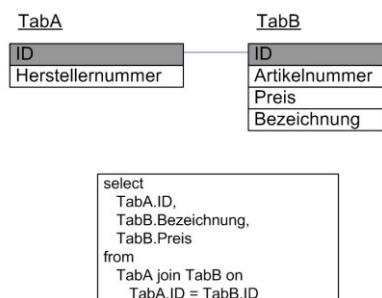 TabA
TabB
ID
ID
Herstellernummer
Artikelnummer
Preis
Bezeichnung
select
TabA.ID,
TabB.Bezeichnung,
TabB.Preis
from
TabA join TabB on
TabA.ID = TabB.ID